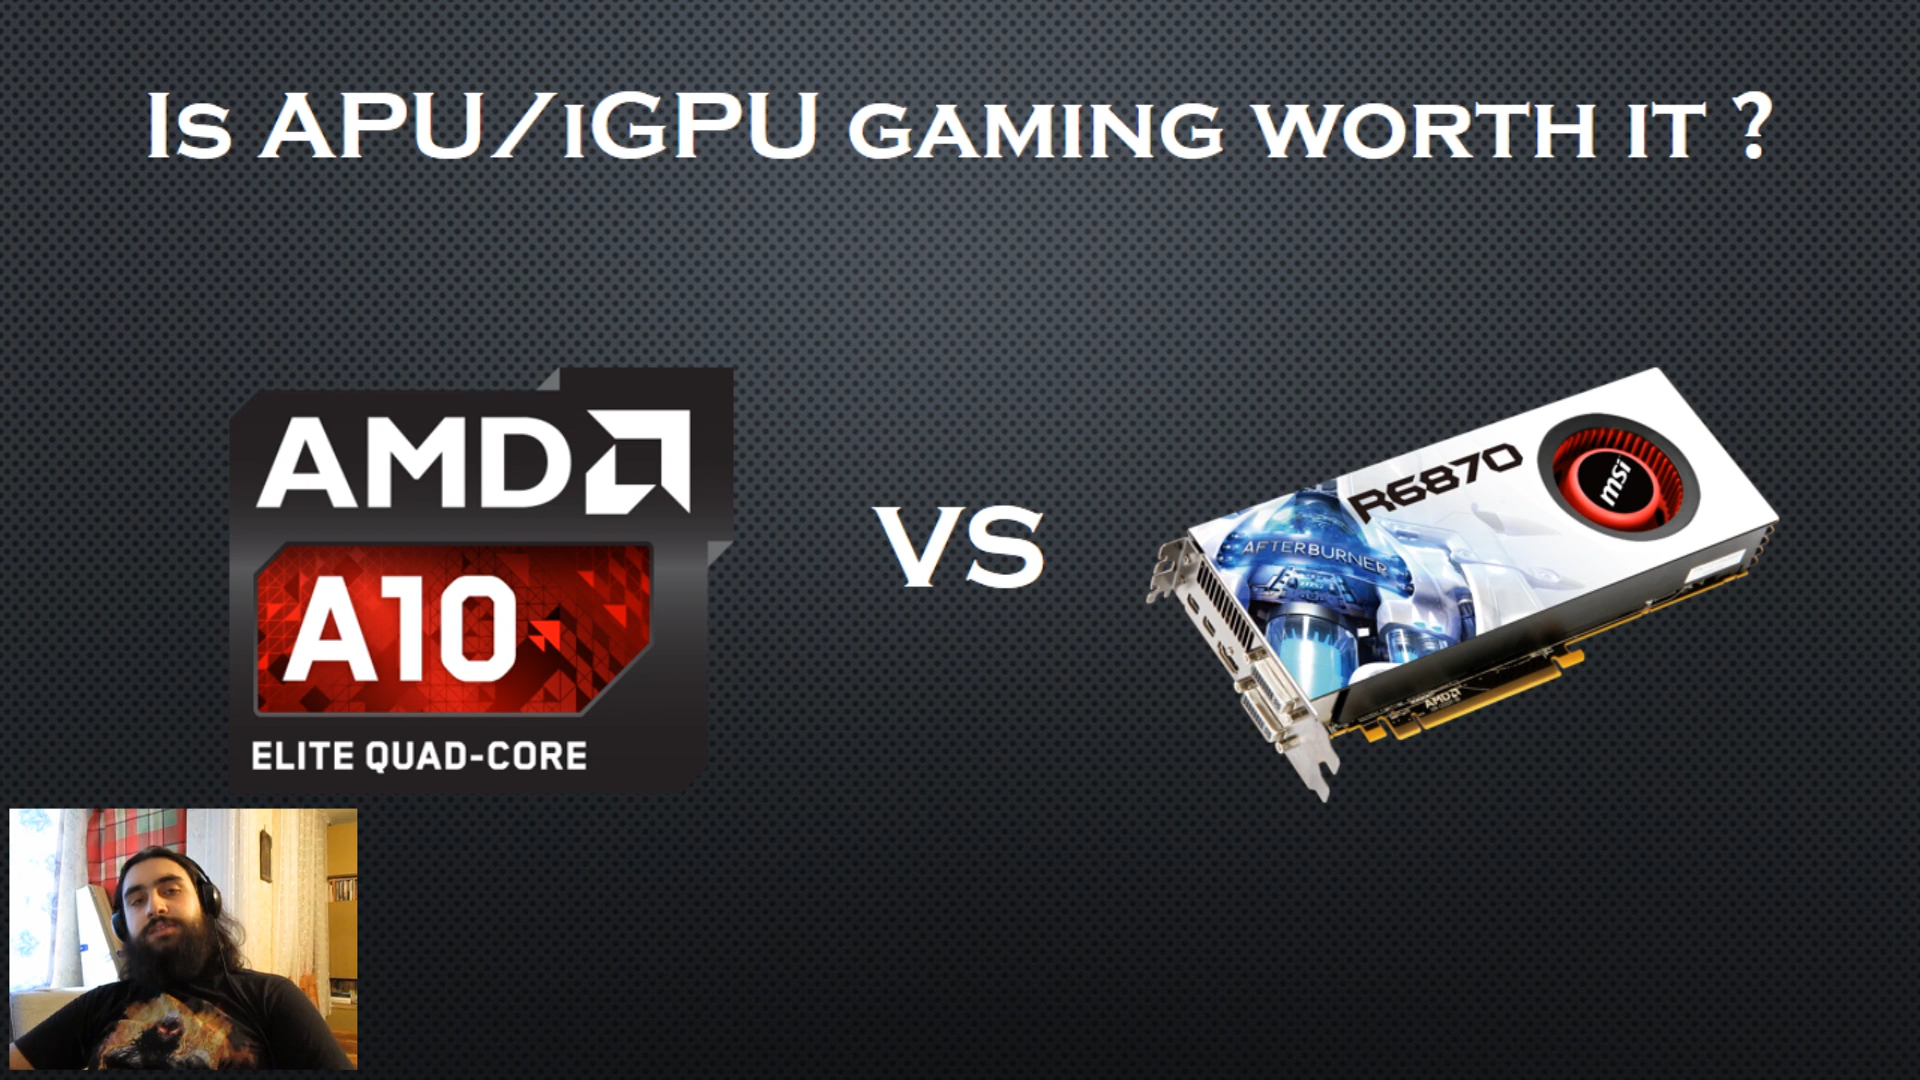 Is APU/iGPU gaming worth it ?
AMD
A10
ELITE QUAD-CORE
vs
R6870
msi
AFTERBURNER
AMD